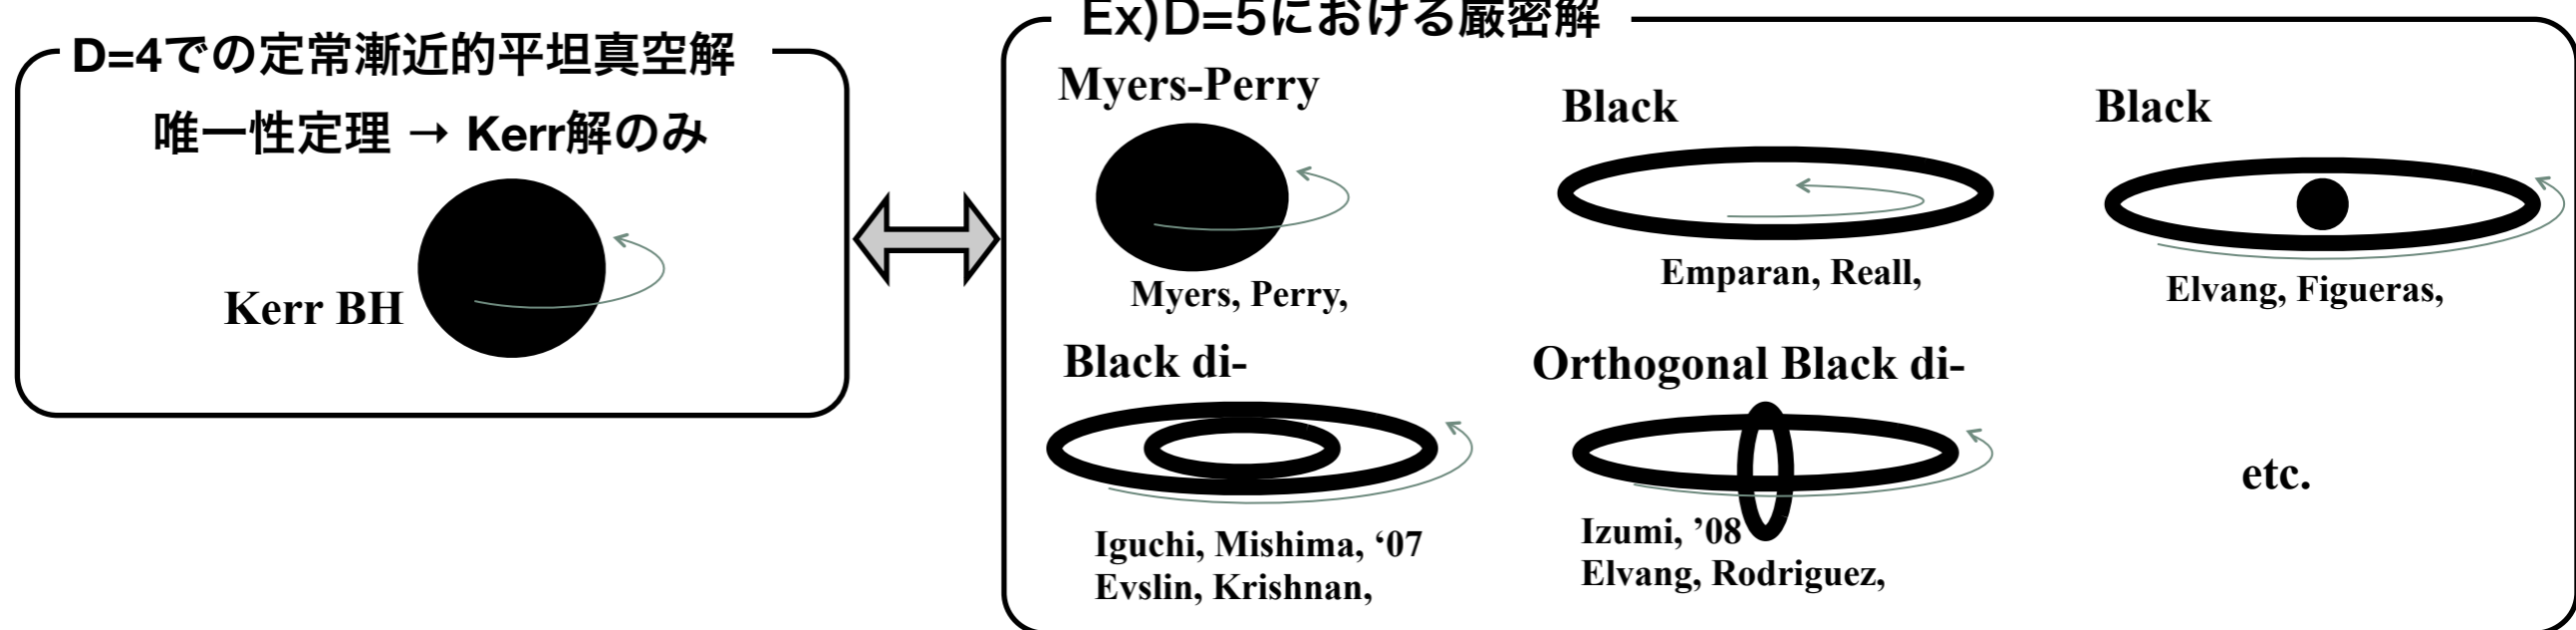 D=4での定常漸近的平坦真空解
唯一性定理 → Kerr解のみ
Kerr BH
Ex)D=5における厳密解
Myers-Perry
Myers, Perry,
Black
Emparan, Reall,
Black
Elvang, Figueras,
Black di-
Iguchi, Mishima, ‘07
Evslin, Krishnan,
Orthogonal Black di-
Izumi, ’08
Elvang, Rodriguez,
etc.